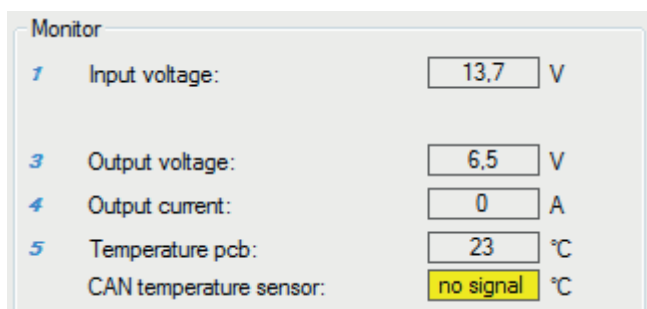 Monitor
1 Input voltage: 13,7 V
3 Output voltage: 6,5 V
4 Output current: 0 A
5 Temperature pcb: 23 °C
CAN temperature sensor: no signal °C